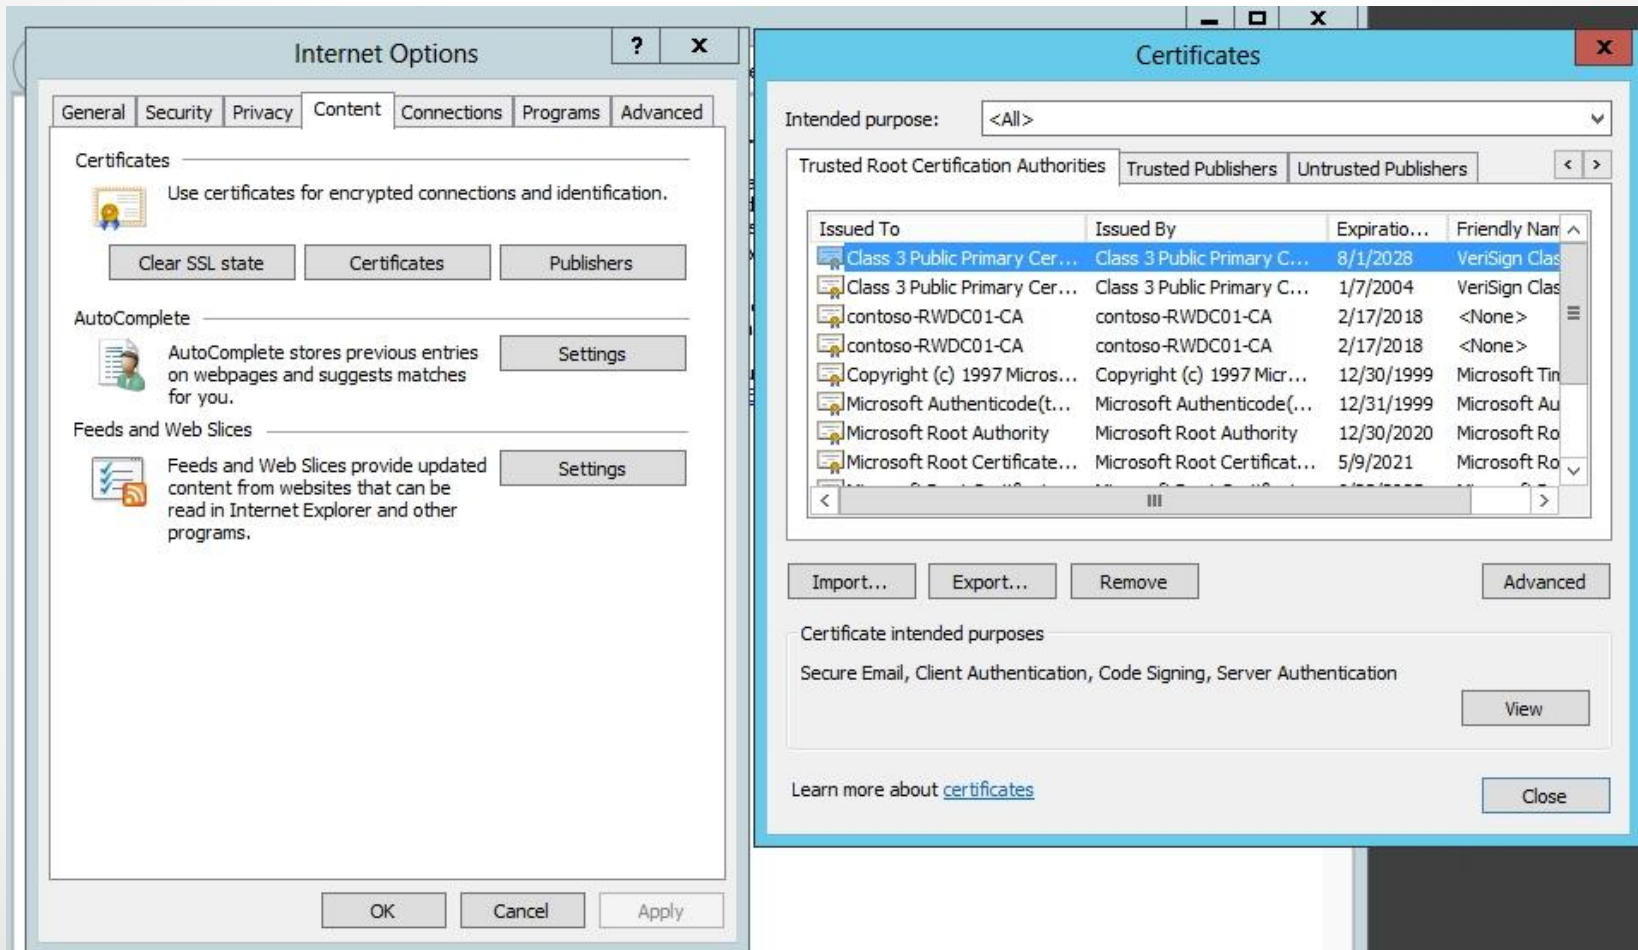 Internet Options
?
x
General Security Privacy Content Connections Programs Advanced
Certificates
Use certificates for encrypted connections and identification.
Clear SSL state
Certificates
Publishers
AutoComplete
AutoComplete stores previous entries
on webpages and suggests matches
for you.
Settings
Feeds and Web Slices
Feeds and Web Slices provide updated
content from websites that can be
read in Internet Explorer and other
programs.
Settings
OK
Cancel
Apply
Certificates
x
Intended purpose: <All>
Trusted Root Certification Authorities Trusted Publishers Untrusted Publishers
Issued To Issued By Expiratio... Friendly Nam
Class 3 Public Primary Cer... Class 3 Public Primary C... 8/1/2028 VeriSign Clas
Class 3 Public Primary Cer... Class 3 Public Primary C... 1/7/2004 VeriSign Clas
contoso-RWDC01-CA contoso-RWDC01-CA 2/17/2018 <None>
contoso-RWDC01-CA contoso-RWDC01-CA 2/17/2018 <None>
Copyright (c) 1997 Micros... Copyright (c) 1997 Micr... 12/30/1999 Microsoft Tim
Microsoft Authenticode(t... Microsoft Authenticode(... 12/31/1999 Microsoft Au
Microsoft Root Authority Microsoft Root Authority 12/30/2020 Microsoft Ro
Microsoft Root Certificate... Microsoft Root Certificat... 5/9/2021 Microsoft Ro
Import...
Export...
Remove
Advanced
Certificate intended purposes
Secure Email, Client Authentication, Code Signing, Server Authentication
View
Learn more about certificates
Close